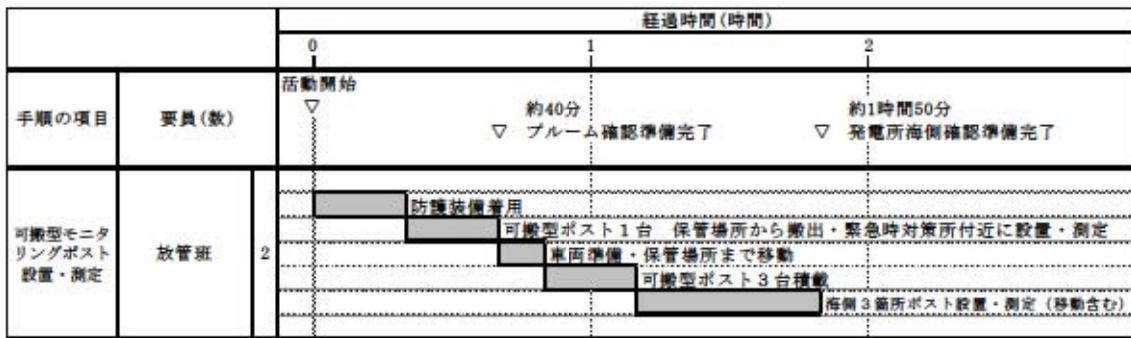 経過時間(時間)
0 1 2
手順の項目 要員(数)
活動開始
▽
約40分
▽ プルーム確認準備完了
約1時間50分
▽ 発電所海側確認準備完了
可搬型モニタ
リングポスト
設置・測定
放管班 2
防護装備着用
可搬型ポスト1台 保管場所から搬出・緊急時対策所付近に設置・測定
車両準備・保管場所まで移動
可搬型ポスト3台積載
海側3箇所ポスト設置・測定(移動含む)